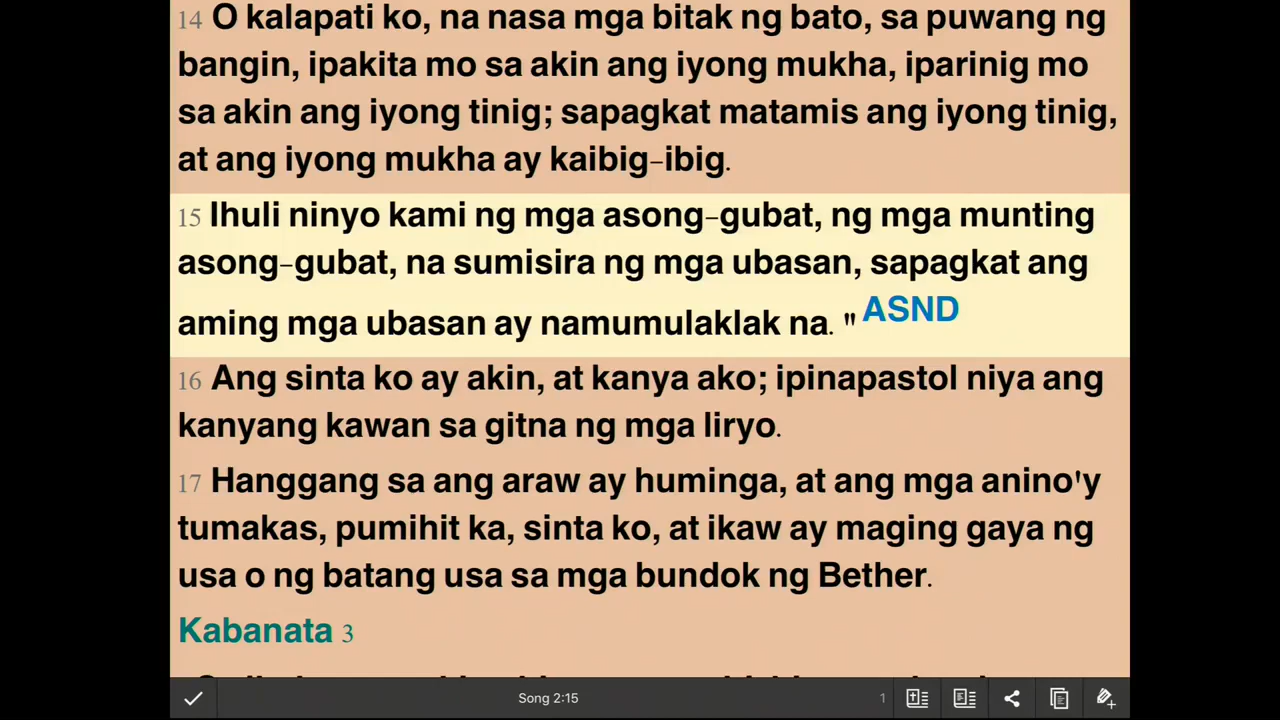 14 O kalapati ko, na nasa mga bitak ng bato, sa puwang ng
bangin, ipakita mo sa akin ang iyong mukha, iparinig mo
sa akin ang iyong tinig; sapagkat matamis ang iyong tinig,
at ang iyong mukha ay kaibig-ibig.
15 Ihuli ninyo kami ng mga asong-gubat, ng mga munting
asong-gubat, na sumisira ng mga ubasan, sapagkat ang
aming mga ubasan ay namumulaklak na. " ASND
16 Ang sinta ko ay akin, at kanya ako; ipinapastol niya ang
kanyang kawan sa gitna ng mga liryo.
17 Hanggang sa ang araw ay huminga, at ang mga anino'y
tumakas, pumihit ka, sinta ko, at ikaw ay maging gaya ng
usa o ng batang usa sa mga bundok ng Bether.
Kabanata 3
Song 2:15 1